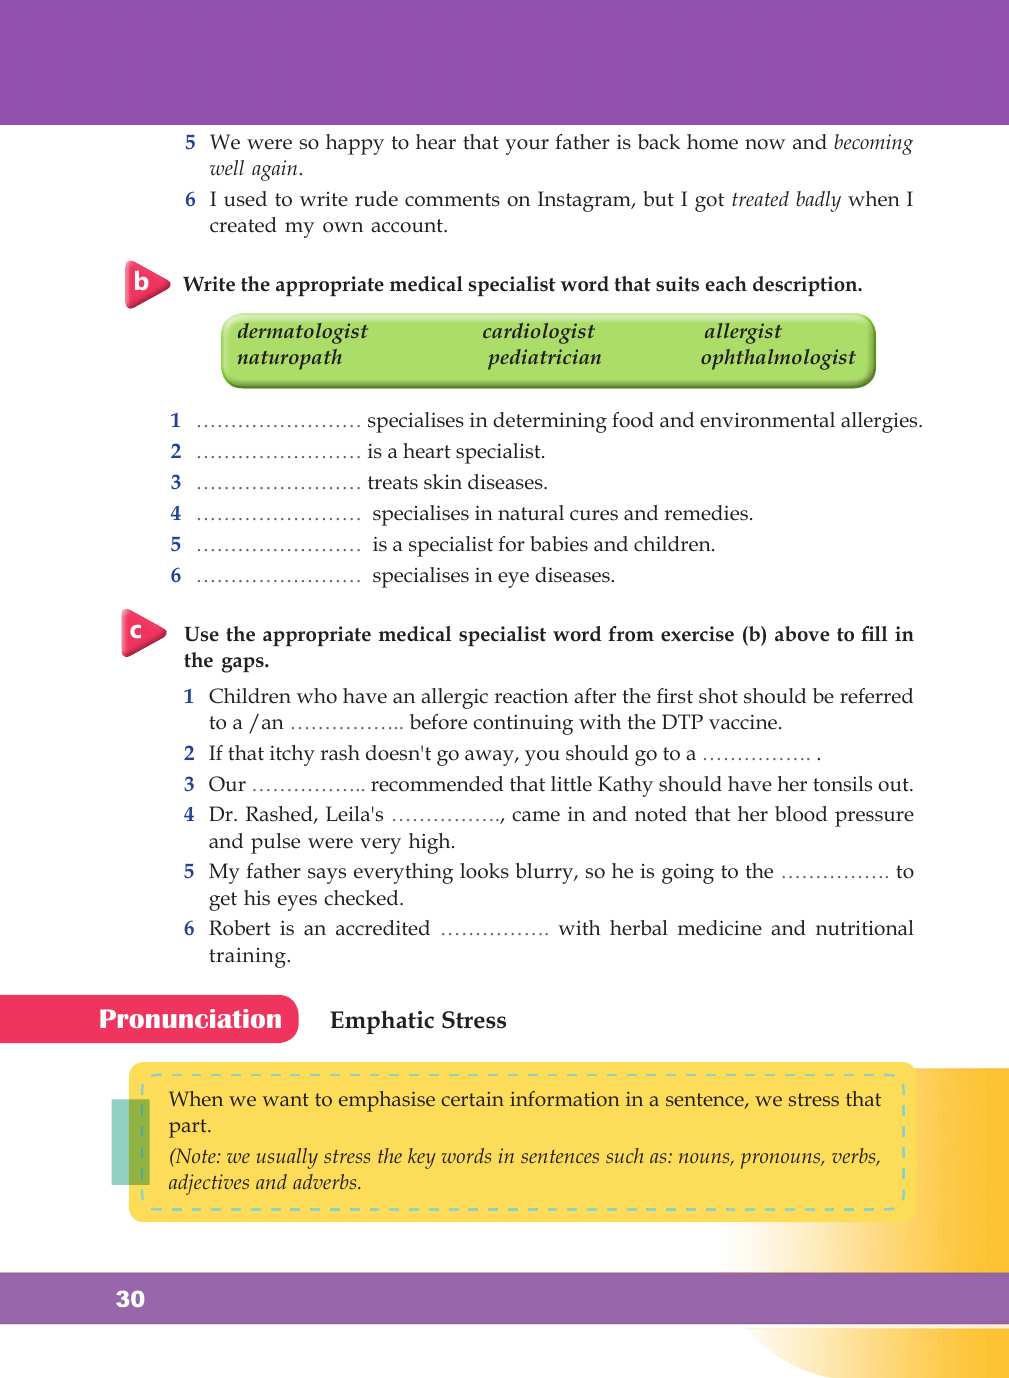 5 We were so happy to hear that your father is back home now and becoming
well again.
6 I used to write rude comments on Instagram, but I got treated badly when I
created my own account.
b Write the appropriate medical specialist word that suits each description.
dermatologist cardiologist allergist
naturopath pediatrician ophthalmologist
1 ........................ specialises in determining food and environmental allergies.
2 ........................ is a heart specialist.
3 ........................ treats skin diseases.
4 ........................ specialises in natural cures and remedies.
5 ........................ is a specialist for babies and children.
6 ........................ specialises in eye diseases.
c Use the appropriate medical specialist word from exercise (b) above to fill in
the gaps.
1 Children who have an allergic reaction after the first shot should be referred
to a /an ................. before continuing with the DTP vaccine.
2 If that itchy rash doesn't go away, you should go to a ................ .
3 Our ................. recommended that little Kathy should have her tonsils out.
4 Dr. Rashed, Leila's ................, came in and noted that her blood pressure
and pulse were very high.
5 My father says everything looks blurry, so he is going to the ................ to
get his eyes checked.
6 Robert is an accredited ................ with herbal medicine and nutritional
training.
Pronunciation Emphatic Stress
When we want to emphasise certain information in a sentence, we stress that
part.
(Note: we usually stress the key words in sentences such as: nouns, pronouns, verbs,
adjectives and adverbs.
30